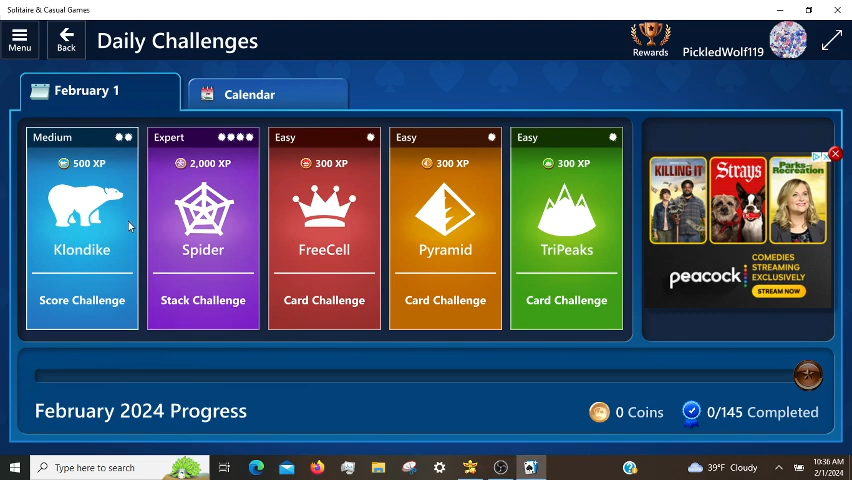 Solitaire & Casual Games
Menu
Back
Daily Challenges
Rewards
PickledWolf119
February 1
Calendar
Medium
500 XP
Klondike
Score Challenge
Expert
2,000 XP
Spider
Stack Challenge
Easy
300 XP
FreeCell
Card Challenge
Easy
300 XP
Pyramid
Card Challenge
Easy
300 XP
TriPeaks
Card Challenge
KILLING IT
Strays
Parks and Recreation
peacock
COMEDIES
STREAMING
EXCLUSIVELY
STREAM NOW
February 2024 Progress
0 Coins
0/145 Completed
Type here to search
39°F Cloudy
10:36 AM
2/1/2024